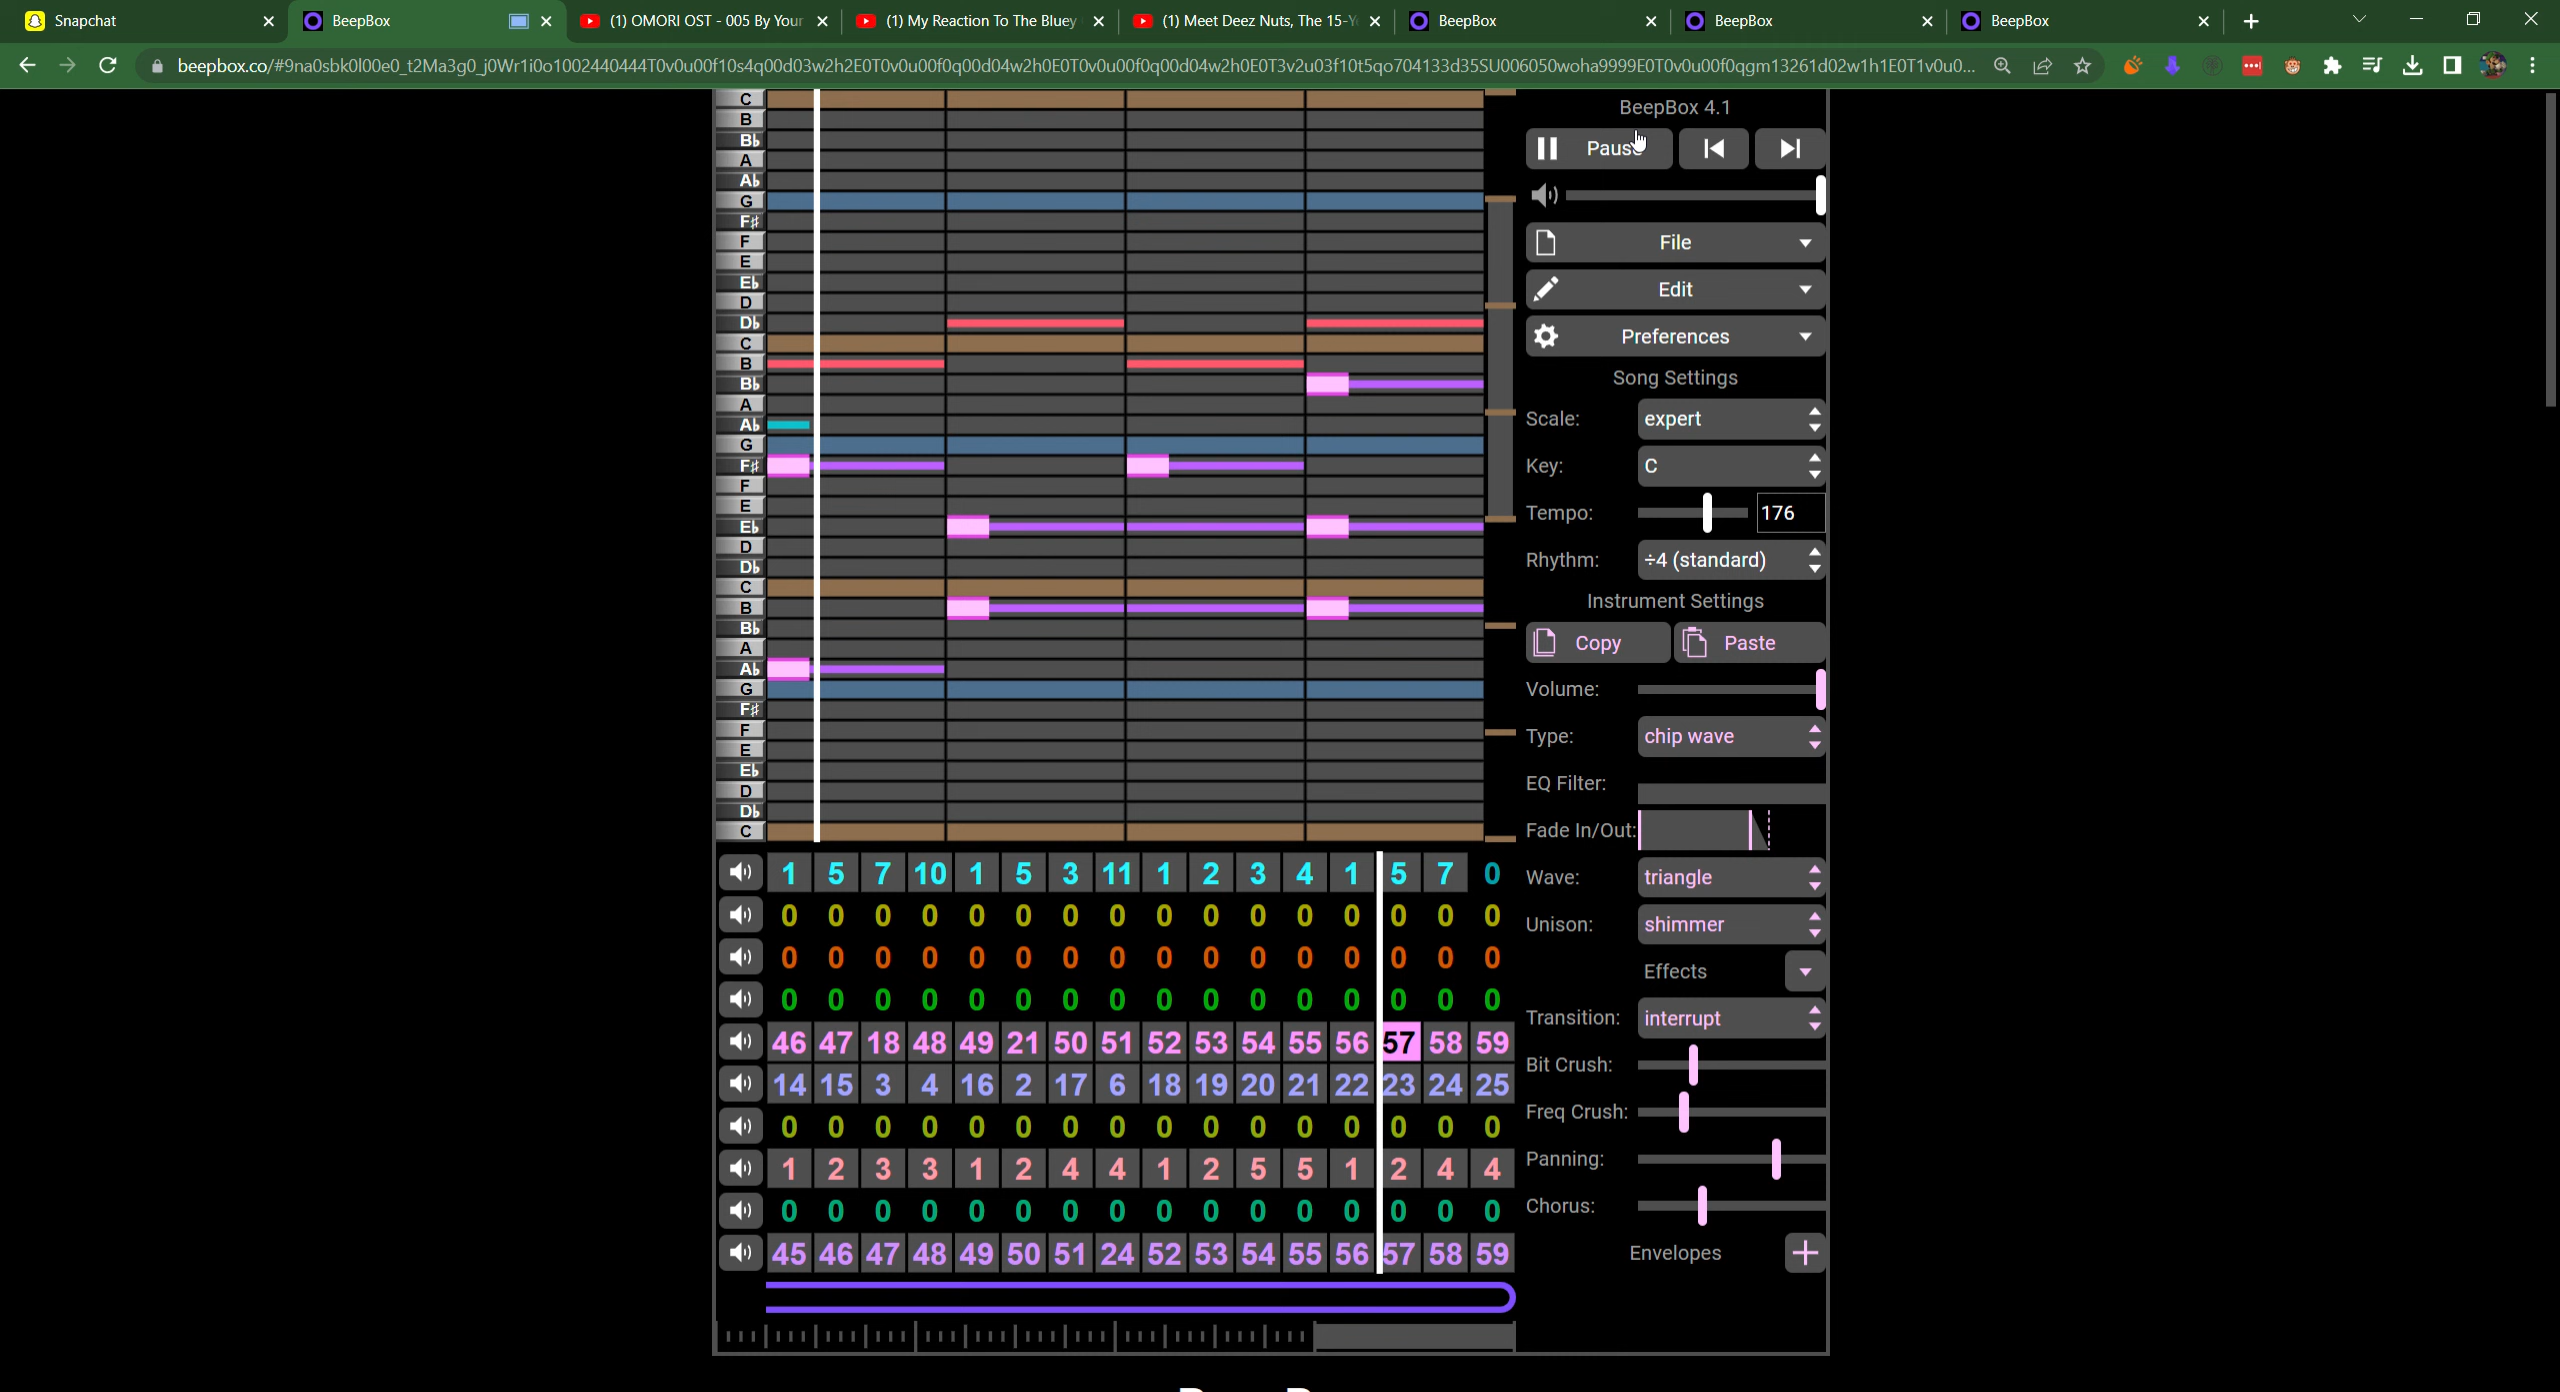 Snapchat
BeepBox
(1) OMORI OST - 005 By Your
(1) My Reaction To The Bluey
(1) Meet Deez Nuts, The 15-Y
BeepBox
BeepBox
BeepBox
beepbox.co/#9na0sbk0l00e0_t2Ma3g0_j0Wr1i0o1002440444T0v0u00f10s4q00d03w2h2E0T0v0u00f0q00d04w2h0E0T0v0u00f0q00d04w2h0E0T3v2u03f10t5qo704133d35SU006050woha9999E0T0v0u00f0qgm13261d02w1h1E0T1v0u0...
BeepBox 4.1
Pause
File
Edit
Preferences
Song Settings
Scale: expert
Key: C
Tempo: 176
Rhythm: ÷4 (standard)
Instrument Settings
Copy Paste
Volume:
Type: chip wave
EQ Filter:
Fade In/Out:
Wave: triangle
Unison: shimmer
Effects
Transition: interrupt
Bit Crush:
Freq Crush:
Panning:
Chorus:
Envelopes
C
B
B♭
A
A♭
G
F♯
F
E
E♭
D
D♭
C
B
B♭
A
A♭
G
F♯
F
E
E♭
D
D♭
C
B
B♭
A
A♭
G
F♯
F
E
E♭
D
D♭
C
1 5 7 10 1 5 3 11 1 2 3 4 1 5 7 0
0 0 0 0 0 0 0 0 0 0 0 0 0 0 0 0
0 0 0 0 0 0 0 0 0 0 0 0 0 0 0 0
0 0 0 0 0 0 0 0 0 0 0 0 0 0 0 0
46 47 18 48 49 21 50 51 52 53 54 55 56 57 58 59
14 15 3 4 16 2 17 6 18 19 20 21 22 23 24 25
0 0 0 0 0 0 0 0 0 0 0 0 0 0 0 0
1 2 3 3 1 2 4 4 1 2 5 5 1 2 4 4
0 0 0 0 0 0 0 0 0 0 0 0 0 0 0 0
45 46 47 48 49 50 51 24 52 53 54 55 56 57 58 59